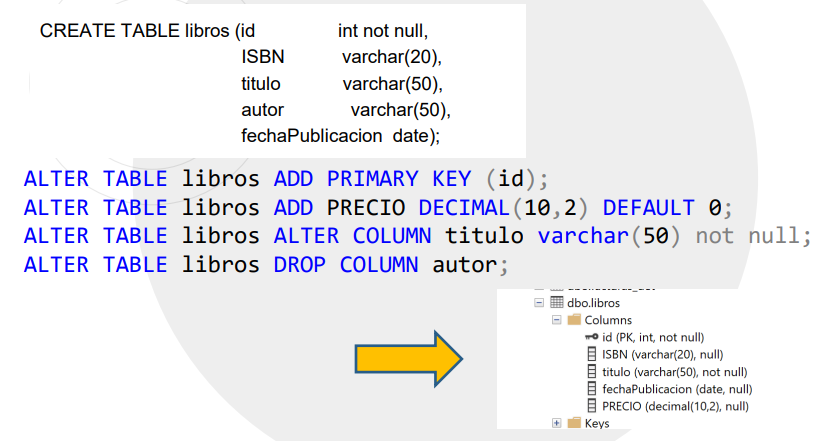 CREATE TABLE libros (id int not null,
ISBN varchar(20),
titulo varchar(50),
autor varchar(50),
fechaPublicacion date);
ALTER TABLE libros ADD PRIMARY KEY (id);
ALTER TABLE libros ADD PRECIO DECIMAL(10,2) DEFAULT 0;
ALTER TABLE libros ALTER COLUMN titulo varchar(50) not null;
ALTER TABLE libros DROP COLUMN autor;
dbo.libros
Columns
id (PK, int, not null)
ISBN (varchar(20), null)
titulo (varchar(50), not null)
fechaPublicacion (date, null)
PRECIO (decimal(10,2), null)
Keys